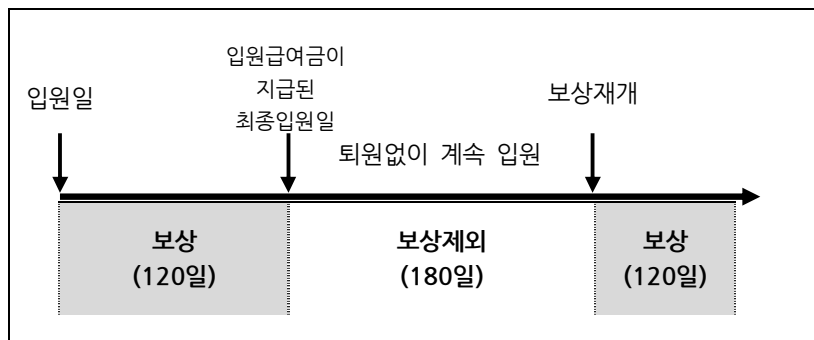 입원일
입원급여금이
지급된
최종입원일
퇴원없이 계속 입원
보상재개
보상
(120일)
보상제외
(180일)
보상
(120일)